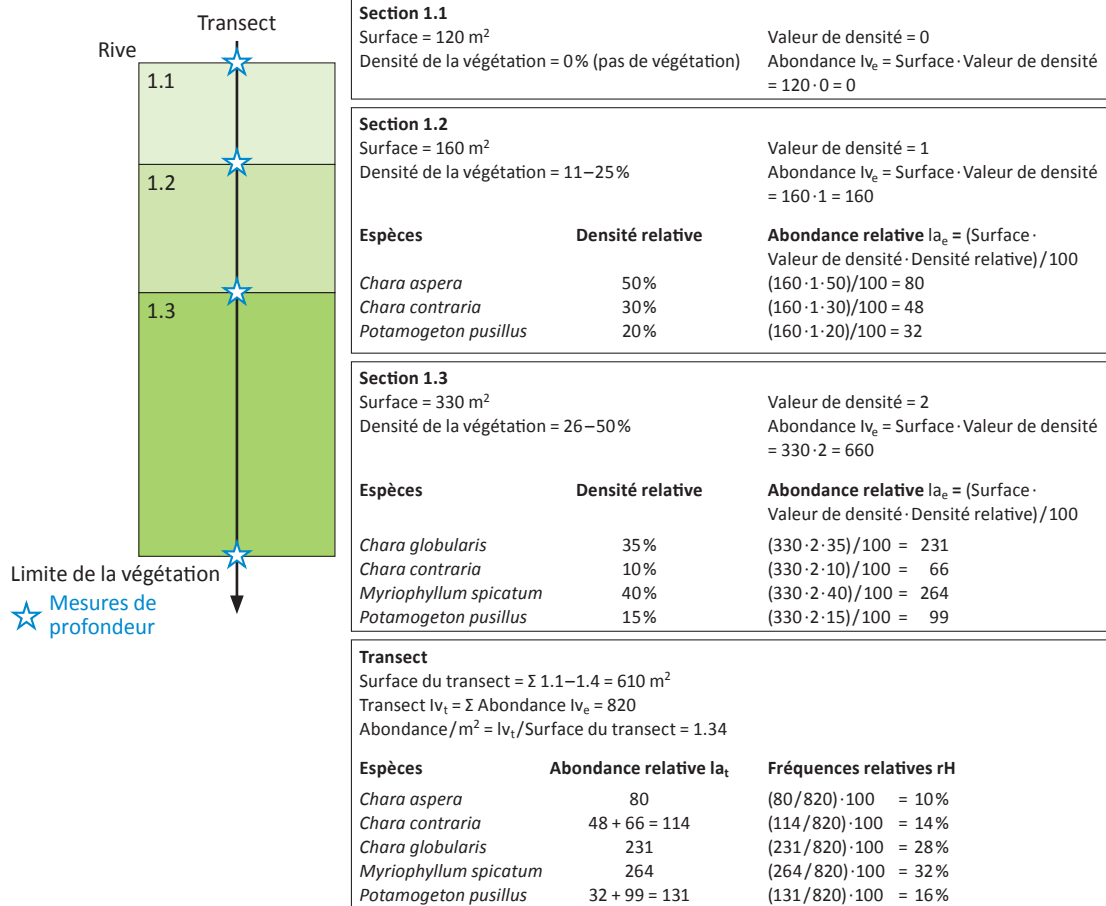 Transect
Rive
1.1
1.2
1.3
Limite de la végétation
Mesures de
profondeur
Section 1.1
Surface = 120 m²
Valeur de densité = 0
Densité de la végétation = 0% (pas de végétation)
Abondance Ivₑ = Surface·Valeur de densité
= 120·0 = 0
Section 1.2
Surface = 160 m²
Valeur de densité = 1
Densité de la végétation = 11–25%
Abondance Ivₑ = Surface·Valeur de densité
= 160·1 = 160
Espèces Densité relative Abondance relative Iaₑ = (Surface·
Valeur de densité·Densité relative)/100
Chara aspera 50% (160·1·50)/100 = 80
Chara contraria 30% (160·1·30)/100 = 48
Potamogeton pusillus 20% (160·1·20)/100 = 32
Section 1.3
Surface = 330 m²
Valeur de densité = 2
Densité de la végétation = 26–50%
Abondance Ivₑ = Surface·Valeur de densité
= 330·2 = 660
Espèces Densité relative Abondance relative Iaₑ = (Surface·
Valeur de densité·Densité relative)/100
Chara globularis 35% (330·2·35)/100 = 231
Chara contraria 10% (330·2·10)/100 = 66
Myriophyllum spicatum 40% (330·2·40)/100 = 264
Potamogeton pusillus 15% (330·2·15)/100 = 99
Transect
Surface du transect = Σ 1.1–1.4 = 610 m²
Transect Ivₜ = Σ Abondance Ivₑ = 820
Abondance/m² = Ivₜ/Surface du transect = 1.34
Espèces Abondance relative Iaₜ Fréquences relatives rH
Chara aspera 80 (80/820)·100 = 10%
Chara contraria 48 + 66 = 114 (114/820)·100 = 14%
Chara globularis 231 (231/820)·100 = 28%
Myriophyllum spicatum 264 (264/820)·100 = 32%
Potamogeton pusillus 32 + 99 = 131 (131/820)·100 = 16%